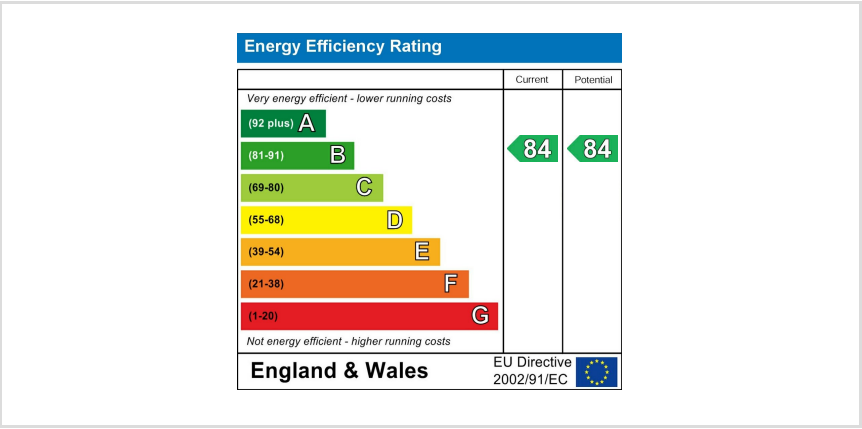 Energy Efficiency Rating
Current Potential
Very energy efficient - lower running costs
(92 plus) A
(81-91) B 84 84
(69-80) C
(55-68) D
(39-54) E
(21-38) F
(1-20) G
Not energy efficient - higher running costs
England & Wales
EU Directive
2002/91/EC